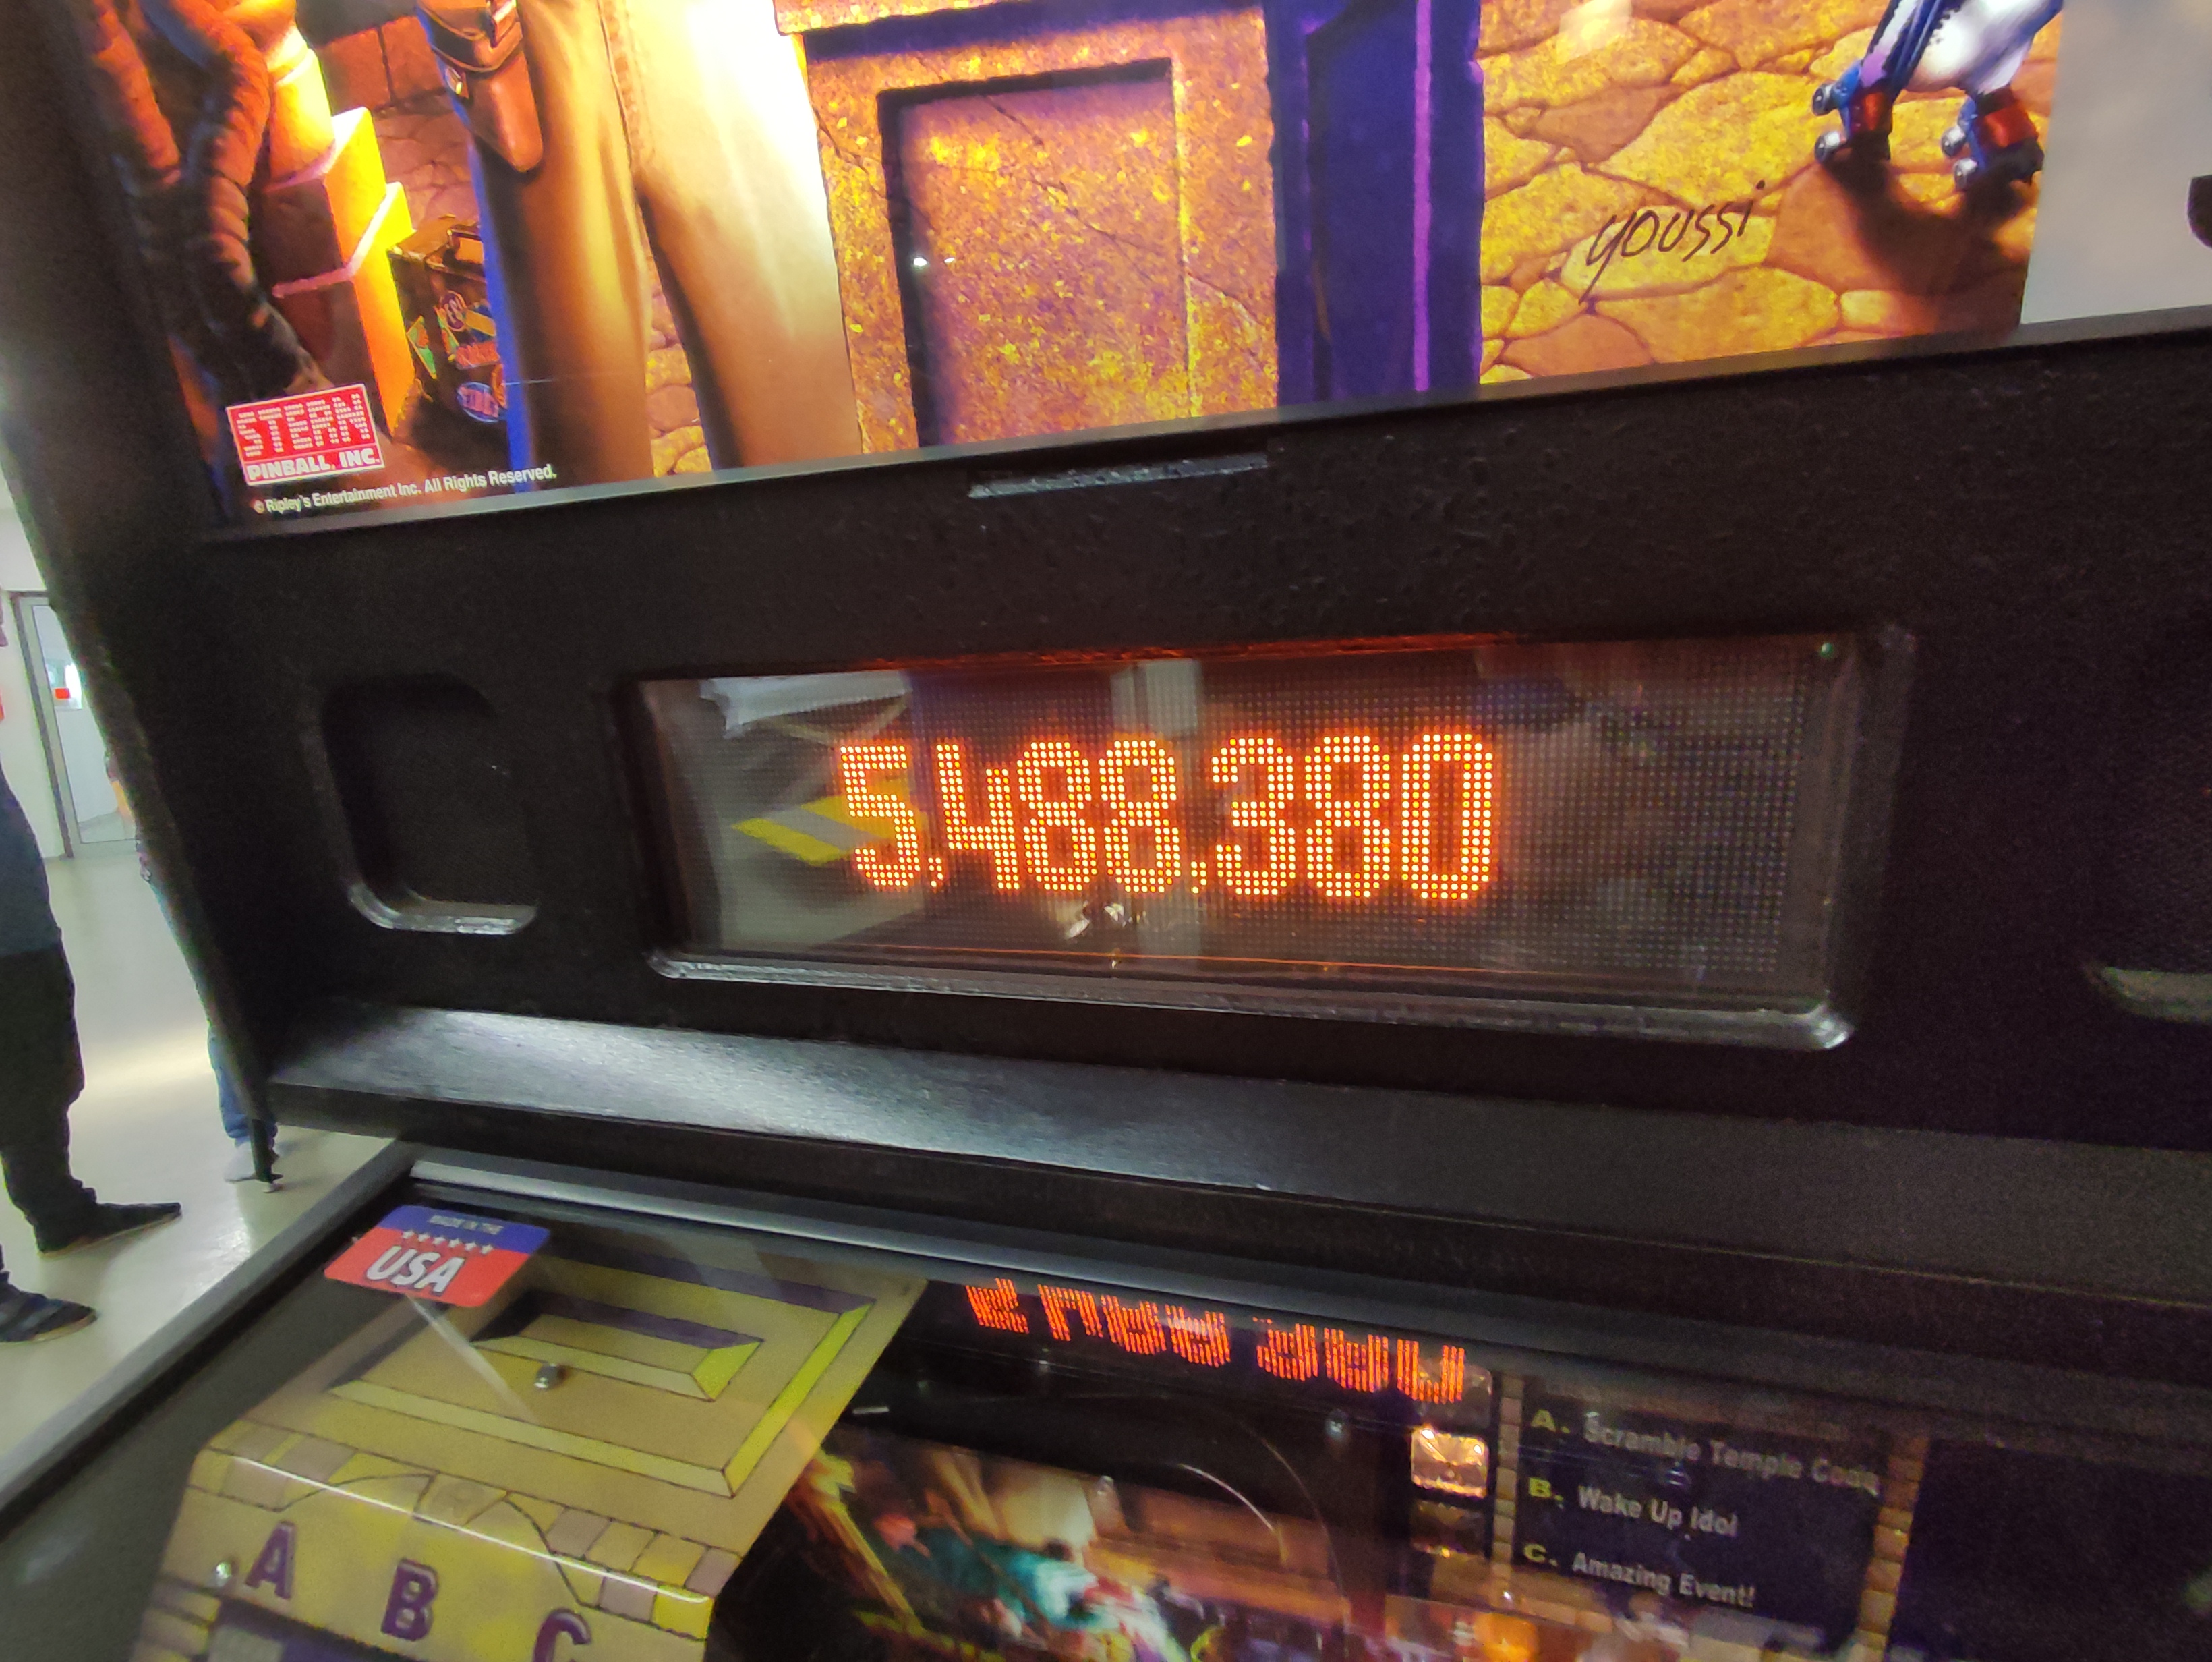 youssi
STERN
PINBALL, INC.
© Ripley's Entertainment Inc. All Rights Reserved.
5,488,380
MADE IN THE
USA
A. Scramble Temple Code
B. Wake Up Idol
C. Amazing Event!
A B C